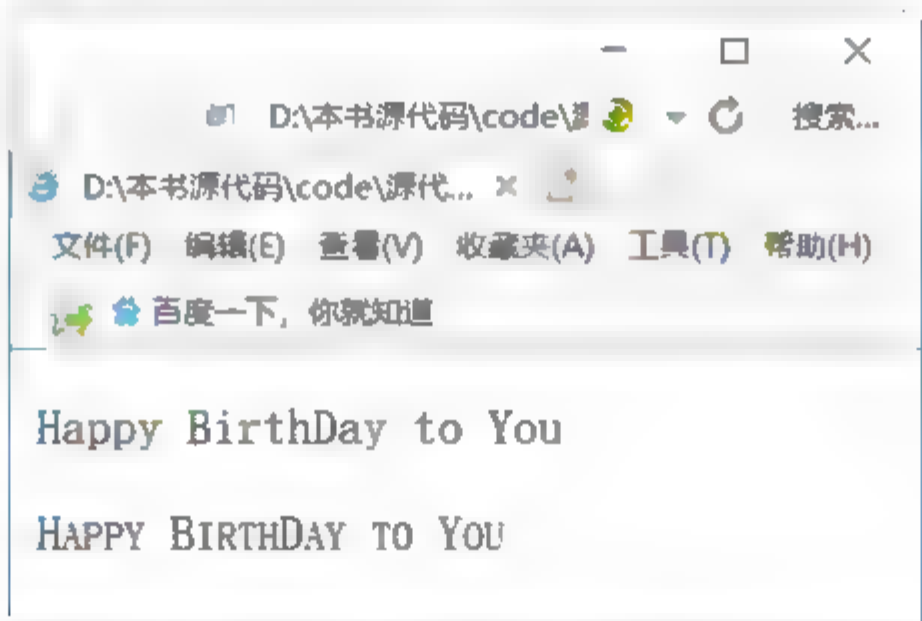 D:\本书源代码\code\源 搜索...
D:\本书源代码\code\源代...
文件(F) 编辑(E) 查看(V) 收藏夹(A) 工具(T) 帮助(H)
百度一下，你就知道
Happy BirthDay to You
HAPPY BIRTHDAY TO YOU